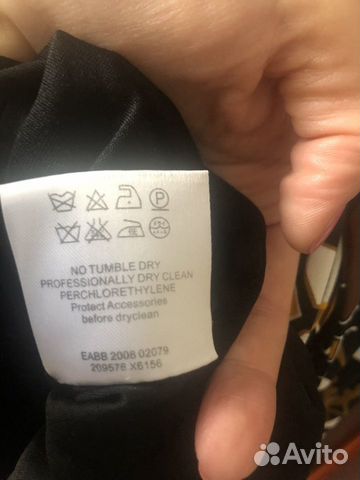 P
NO TUMBLE DRY
PROFESSIONALLY DRY CLEAN
PERCHLORETHYLENE
Protect Accessories
before dryclean
EABB 2008 02079
209576 X6156
Avito